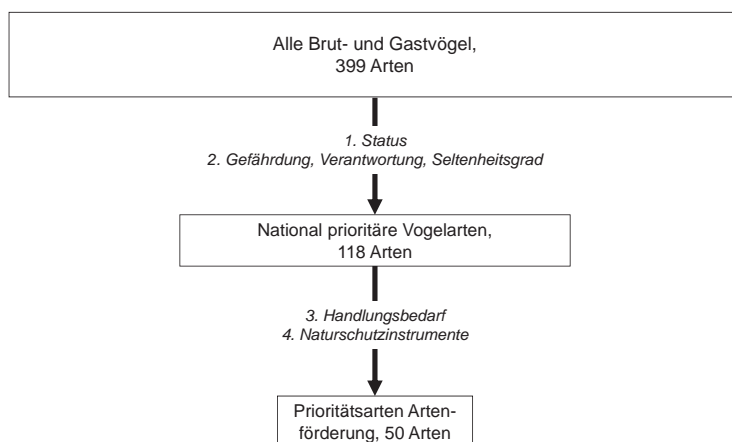 Alle Brut- und Gastvögel,
399 Arten
1. Status
2. Gefährdung, Verantwortung, Seltenheitsgrad
National prioritäre Vogelarten,
118 Arten
3. Handlungsbedarf
4. Naturschutzinstrumente
Prioritätsarten Arten-
förderung, 50 Arten